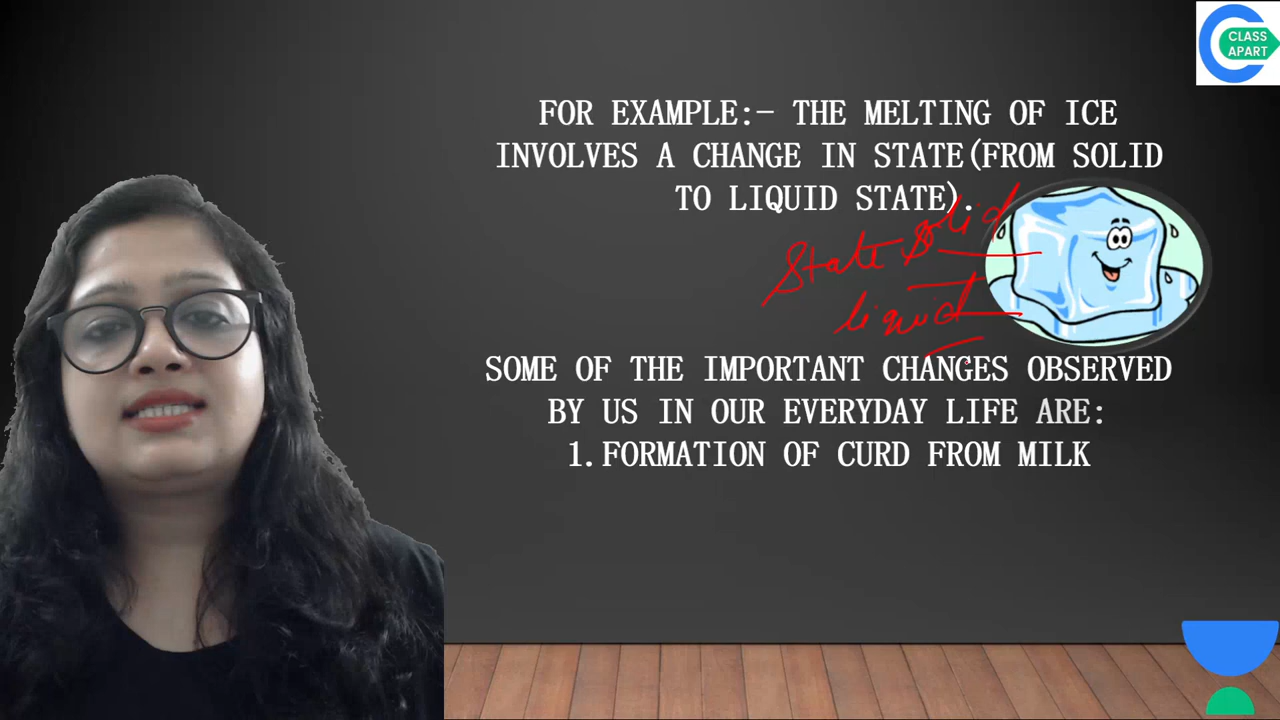 CLASS
APART
FOR EXAMPLE:- THE MELTING OF ICE
INVOLVES A CHANGE IN STATE(FROM SOLID
TO LIQUID STATE).
State solid
liquid
SOME OF THE IMPORTANT CHANGES OBSERVED
BY US IN OUR EVERYDAY LIFE ARE:
1.FORMATION OF CURD FROM MILK